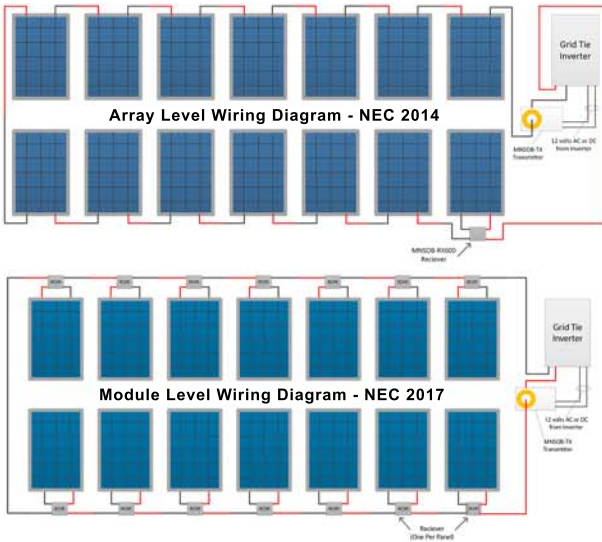 Grid Tie
Inverter
Array Level Wiring Diagram - NEC 2014
MNSOB-TX
Transmitter
12 volts AC or DC
from Inverter
MNSOB-RX600
Reciever
Grid Tie
Inverter
Module Level Wiring Diagram - NEC 2017
12 volts AC or DC
from Inverter
MNSOB-TX
Transmitter
Reciever
(One Per Panel)